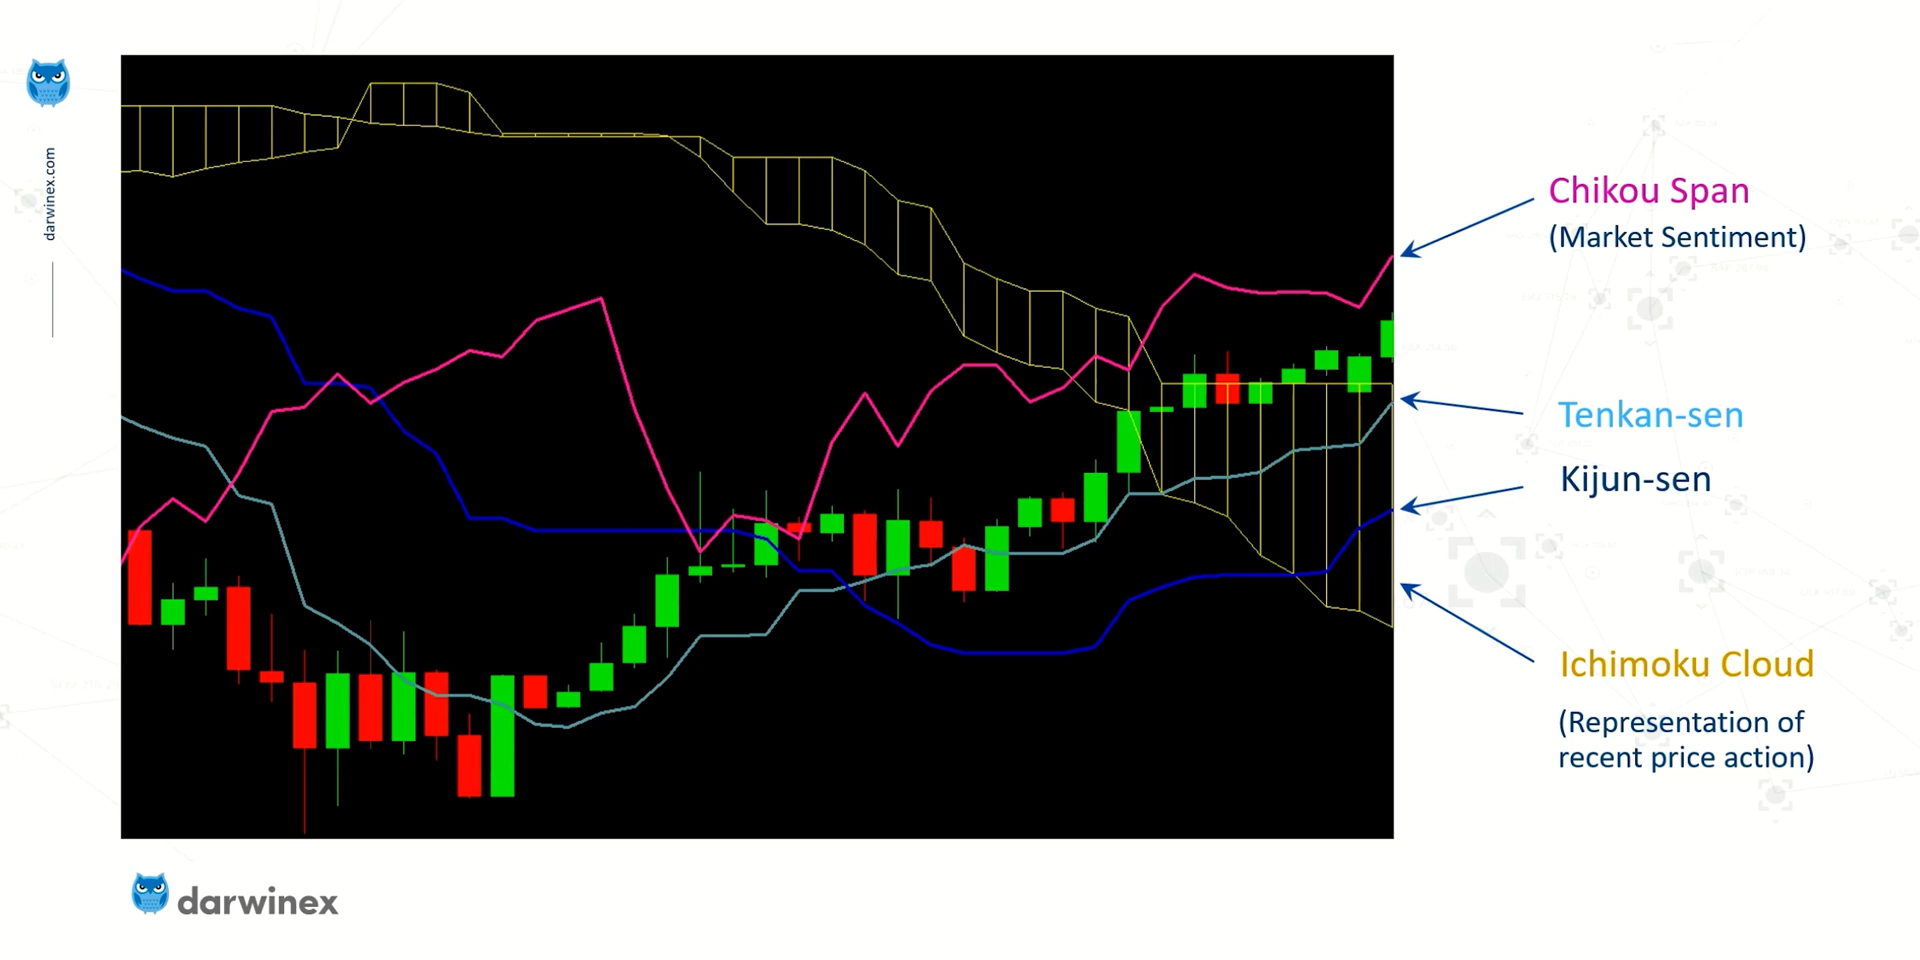 darwinex.com
Chikou Span
(Market Sentiment)
Tenkan-sen
Kijun-sen
Ichimoku Cloud
(Representation of
recent price action)
darwinex